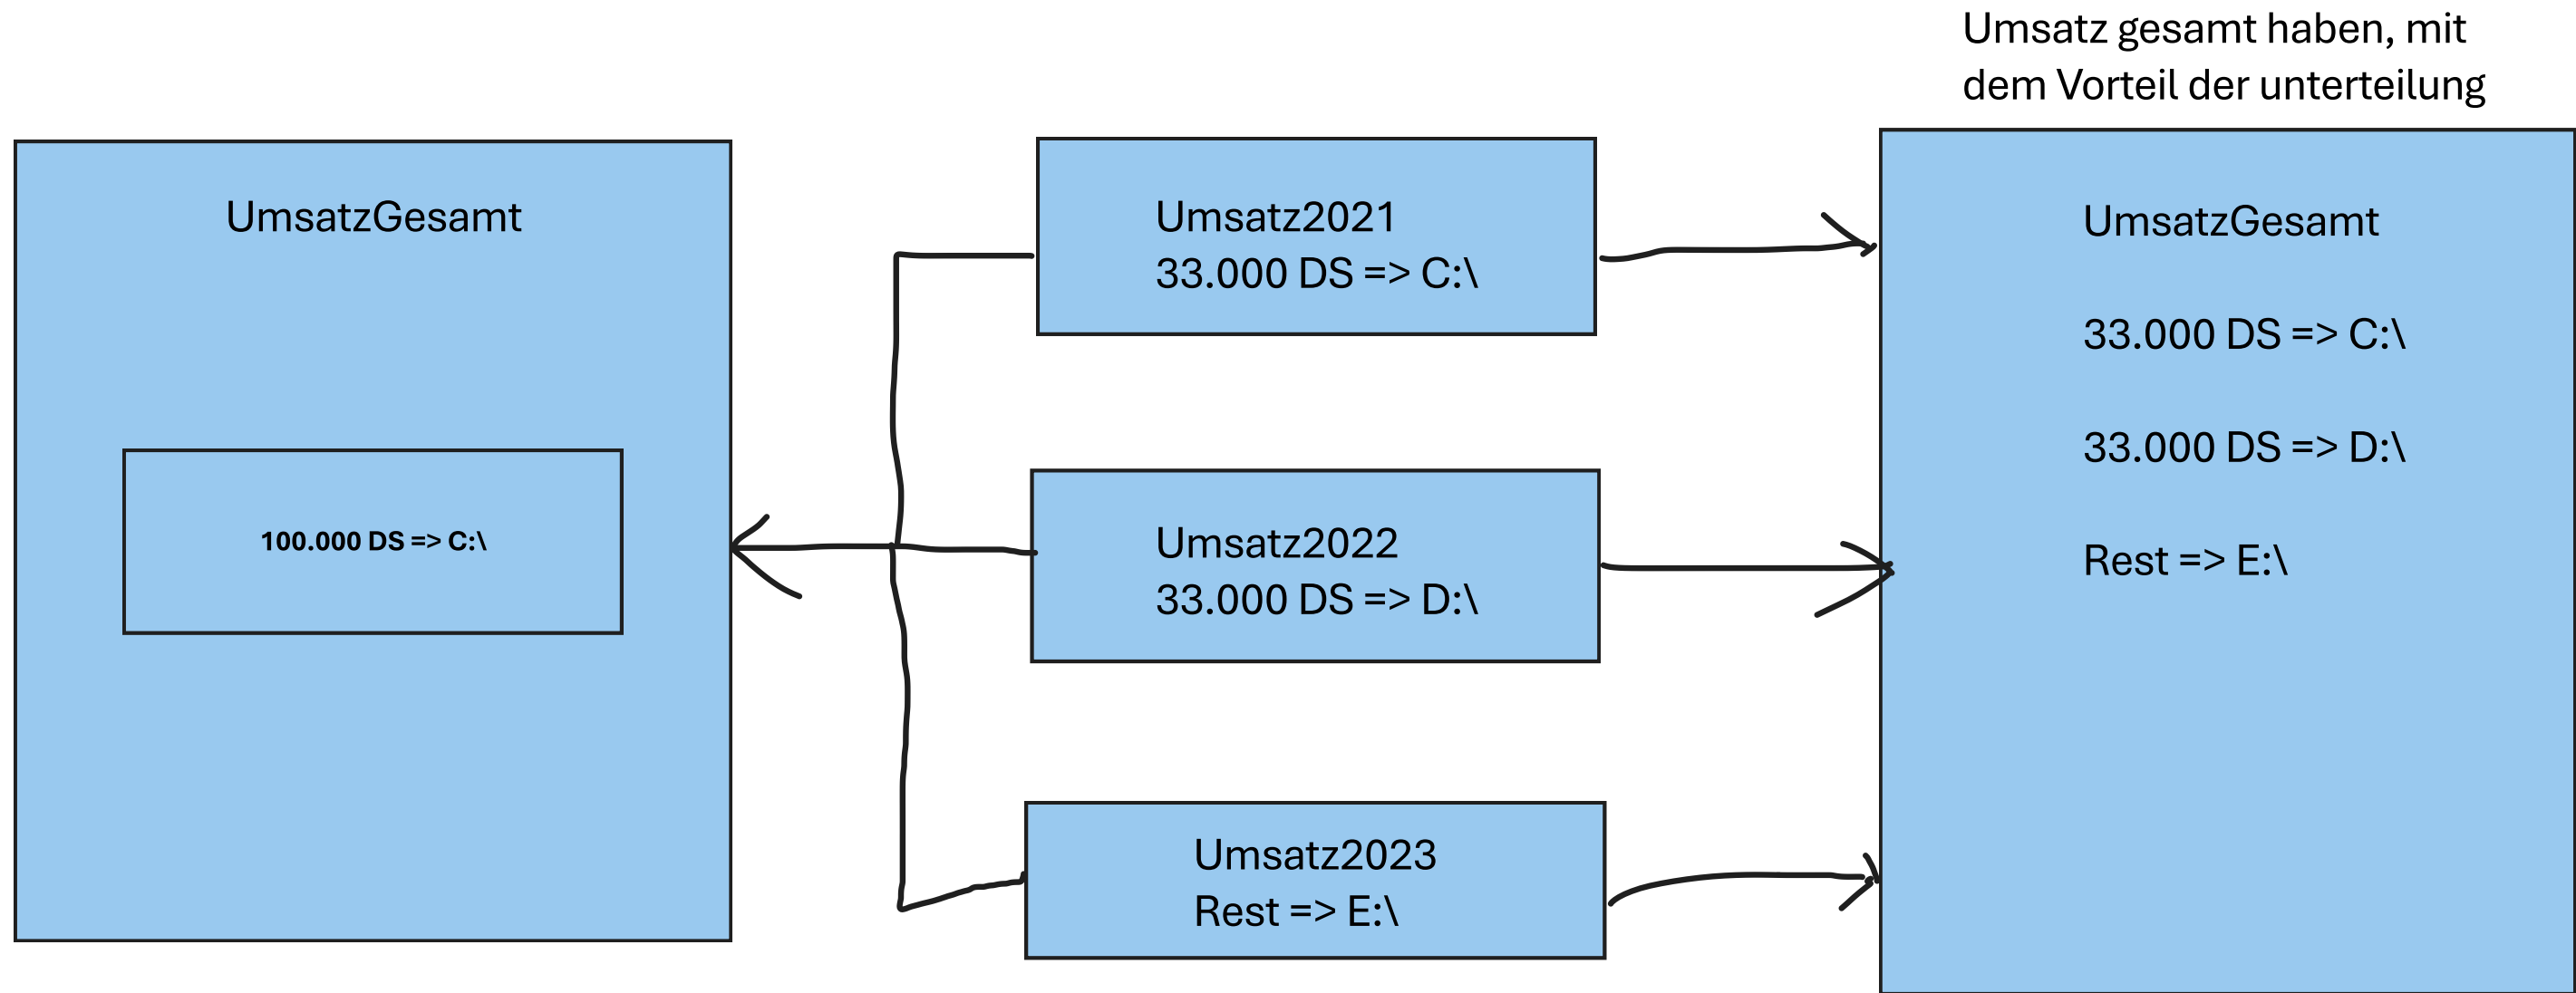 Umsatz gesamt haben, mit
dem Vorteil der unterteilung
UmsatzGesamt
100.000 DS => C:\
Umsatz2021
33.000 DS => C:\
Umsatz2022
33.000 DS => D:\
Umsatz2023
Rest => E:\
UmsatzGesamt
33.000 DS => C:\
33.000 DS => D:\
Rest => E:\